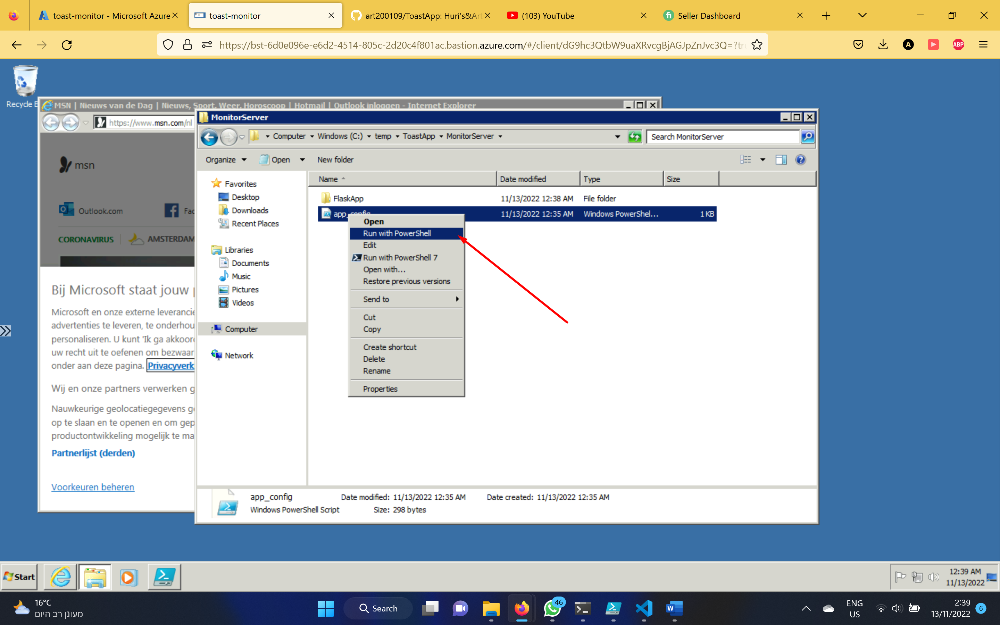 toast-monitor - Microsoft Azure
toast-monitor
art200109/ToastApp: Huri's&Art
(103) YouTube
Seller Dashboard
https://bst-6d0e096e-e6d2-4514-805c-2d20c4f801ac.bastion.azure.com/#/client/dG9hc3QtbW9uaXRvcgBjAGJpZnJvc3Q=?tru
A
ABP
Recycle B
MSN | Nieuws van de Dag | Nieuws, Sport, Weer, Horoscoop | Hotmail | Outlook inloggen - Internet Explorer
https://www.msn.com/nl
msn
Outlook.com
Fac
CORONAVIRUS
AMSTERDAM
Bij Microsoft staat jouw p
Microsoft en onze externe leverancie
advertenties te leveren, te onderhou
personaliseren. U kunt 'Ik ga akkoord
uw recht uit te oefenen om bezwaar
onder aan deze pagina. Privacyverk
Wij en onze partners verwerken g
Nauwkeurige geolocatiegegevens ge
op te slaan en te openen en om gep
productontwikkeling mogelijk te ma
Partnerlijst (derden)
Voorkeuren beheren
MonitorServer
Computer
Windows (C:)
temp
ToastApp
MonitorServer
Search MonitorServer
Organize
Open
New folder
Favorites
Desktop
Downloads
Recent Places
Libraries
Documents
Music
Pictures
Videos
Computer
Network
Name
Date modified
Type
Size
FlaskApp
11/13/2022 12:38 AM
File folder
app_config
11/13/2022 12:35 AM
Windows PowerShel...
1 KB
Open
Run with PowerShell
Edit
Run with PowerShell 7
Open with...
Restore previous versions
Send to
Cut
Copy
Create shortcut
Delete
Rename
Properties
app_config
Date modified: 11/13/2022 12:35 AM
Date created: 11/13/2022 12:35 AM
Windows PowerShell Script
Size: 298 bytes
Start
12:39 AM
11/13/2022
16°C
מעונן רב היום
Search
46
ENG
US
2:39
13/11/2022
6